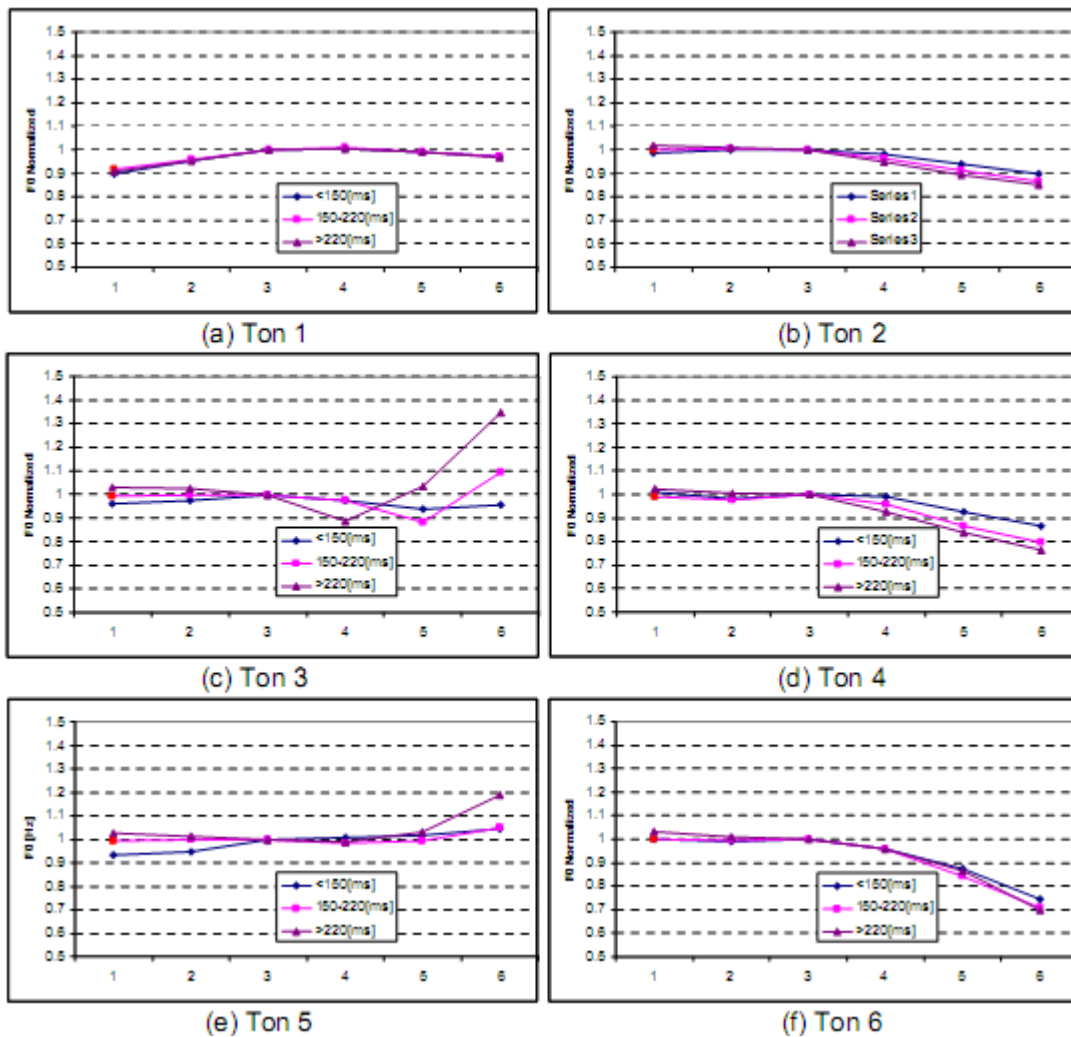 1.5
1.4
1.3
1.2
1.1
1
0.9
0.8
0.7
0.6
0.5
F0 Normalized
<150[ms]
150-220[ms]
>220[ms]
1 2 3 4 5 6
(a) Ton 1
1.5
1.4
1.3
1.2
1.1
1
0.9
0.8
0.7
0.6
0.5
F0 Normalized
Series1
Series2
Series3
1 2 3 4 5 6
(b) Ton 2
1.5
1.4
1.3
1.2
1.1
1
0.9
0.8
0.7
0.6
0.5
F0 Normalized
<150[ms]
150-220[ms]
>220[ms]
1 2 3 4 5 6
(c) Ton 3
1.5
1.4
1.3
1.2
1.1
1
0.9
0.8
0.7
0.6
0.5
F0 Normalized
<150[ms]
150-220[ms]
>220[ms]
1 2 3 4 5 6
(d) Ton 4
1.5
1.4
1.3
1.2
1.1
1
0.9
0.8
0.7
0.6
0.5
F0 [Hz]
<150[ms]
150-220[ms]
>220[ms]
1 2 3 4 5 6
(e) Ton 5
1.5
1.4
1.3
1.2
1.1
1
0.9
0.8
0.7
0.6
0.5
F0 Normalized
<150[ms]
150-220[ms]
>220[ms]
1 2 3 4 5 6
(f) Ton 6